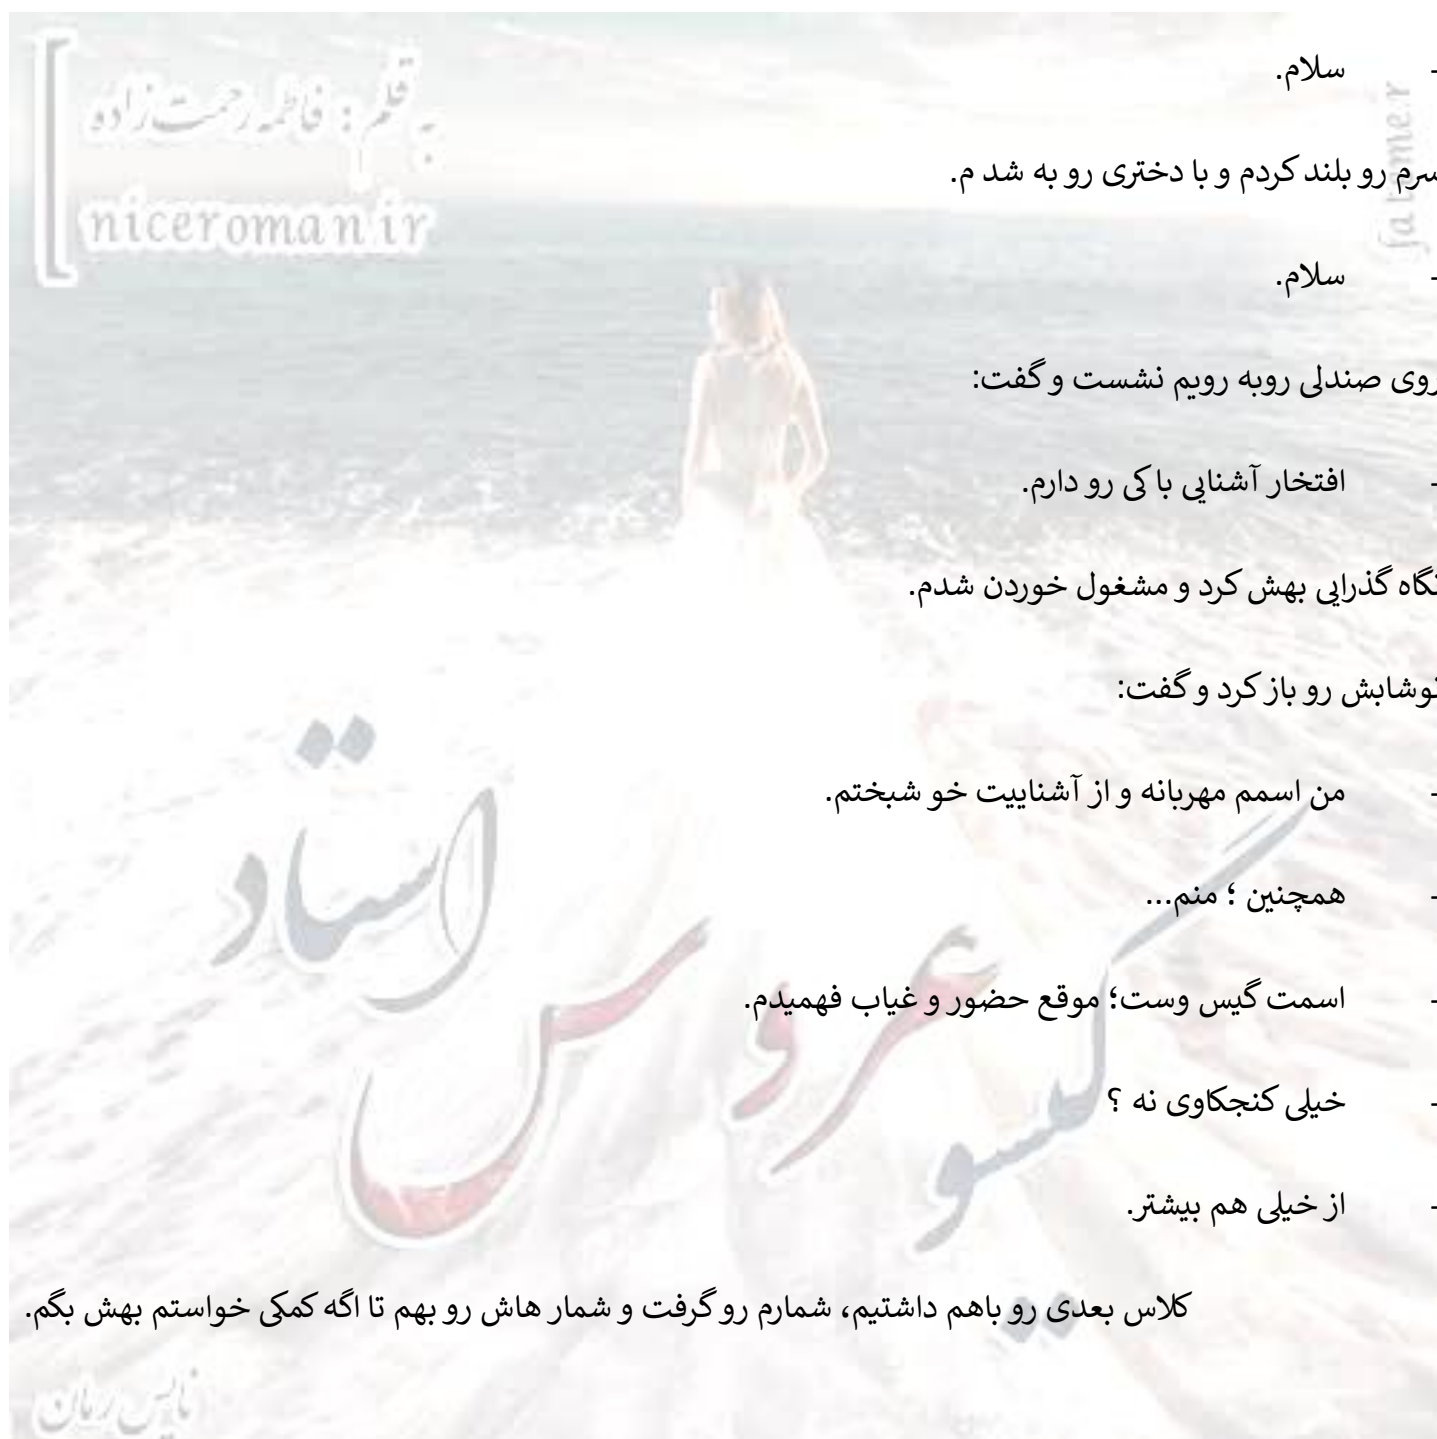 به قلم : فاطمه رحمت زاده
niceroman.ir
- سلام.
سرم رو بلند کردم و با دختری رو به شد م.
- سلام.
روی صندلی روبه رویم نشست و گفت:
- افتخار آشنایی با کی رو دارم.
نگاه گذرایی بهش کرد و مشغول خوردن شدم.
نوشابش رو باز کرد و گفت:
- من اسمم مهربانه و از آشناییت خو شبختم.
- همچنین ؛ منم...
- اسمت گیس وست؛ موقع حضور و غیاب فهمیدم.
- خیلی کنجکاوی نه ؟
- از خیلی هم بیشتر.
کلاس بعدی رو باهم داشتیم، شمارم رو گرفت و شمار هاش رو بهم تا اگه کمکی خواستم بهش بگم.
گیسو عروس استاد
نایس رمان